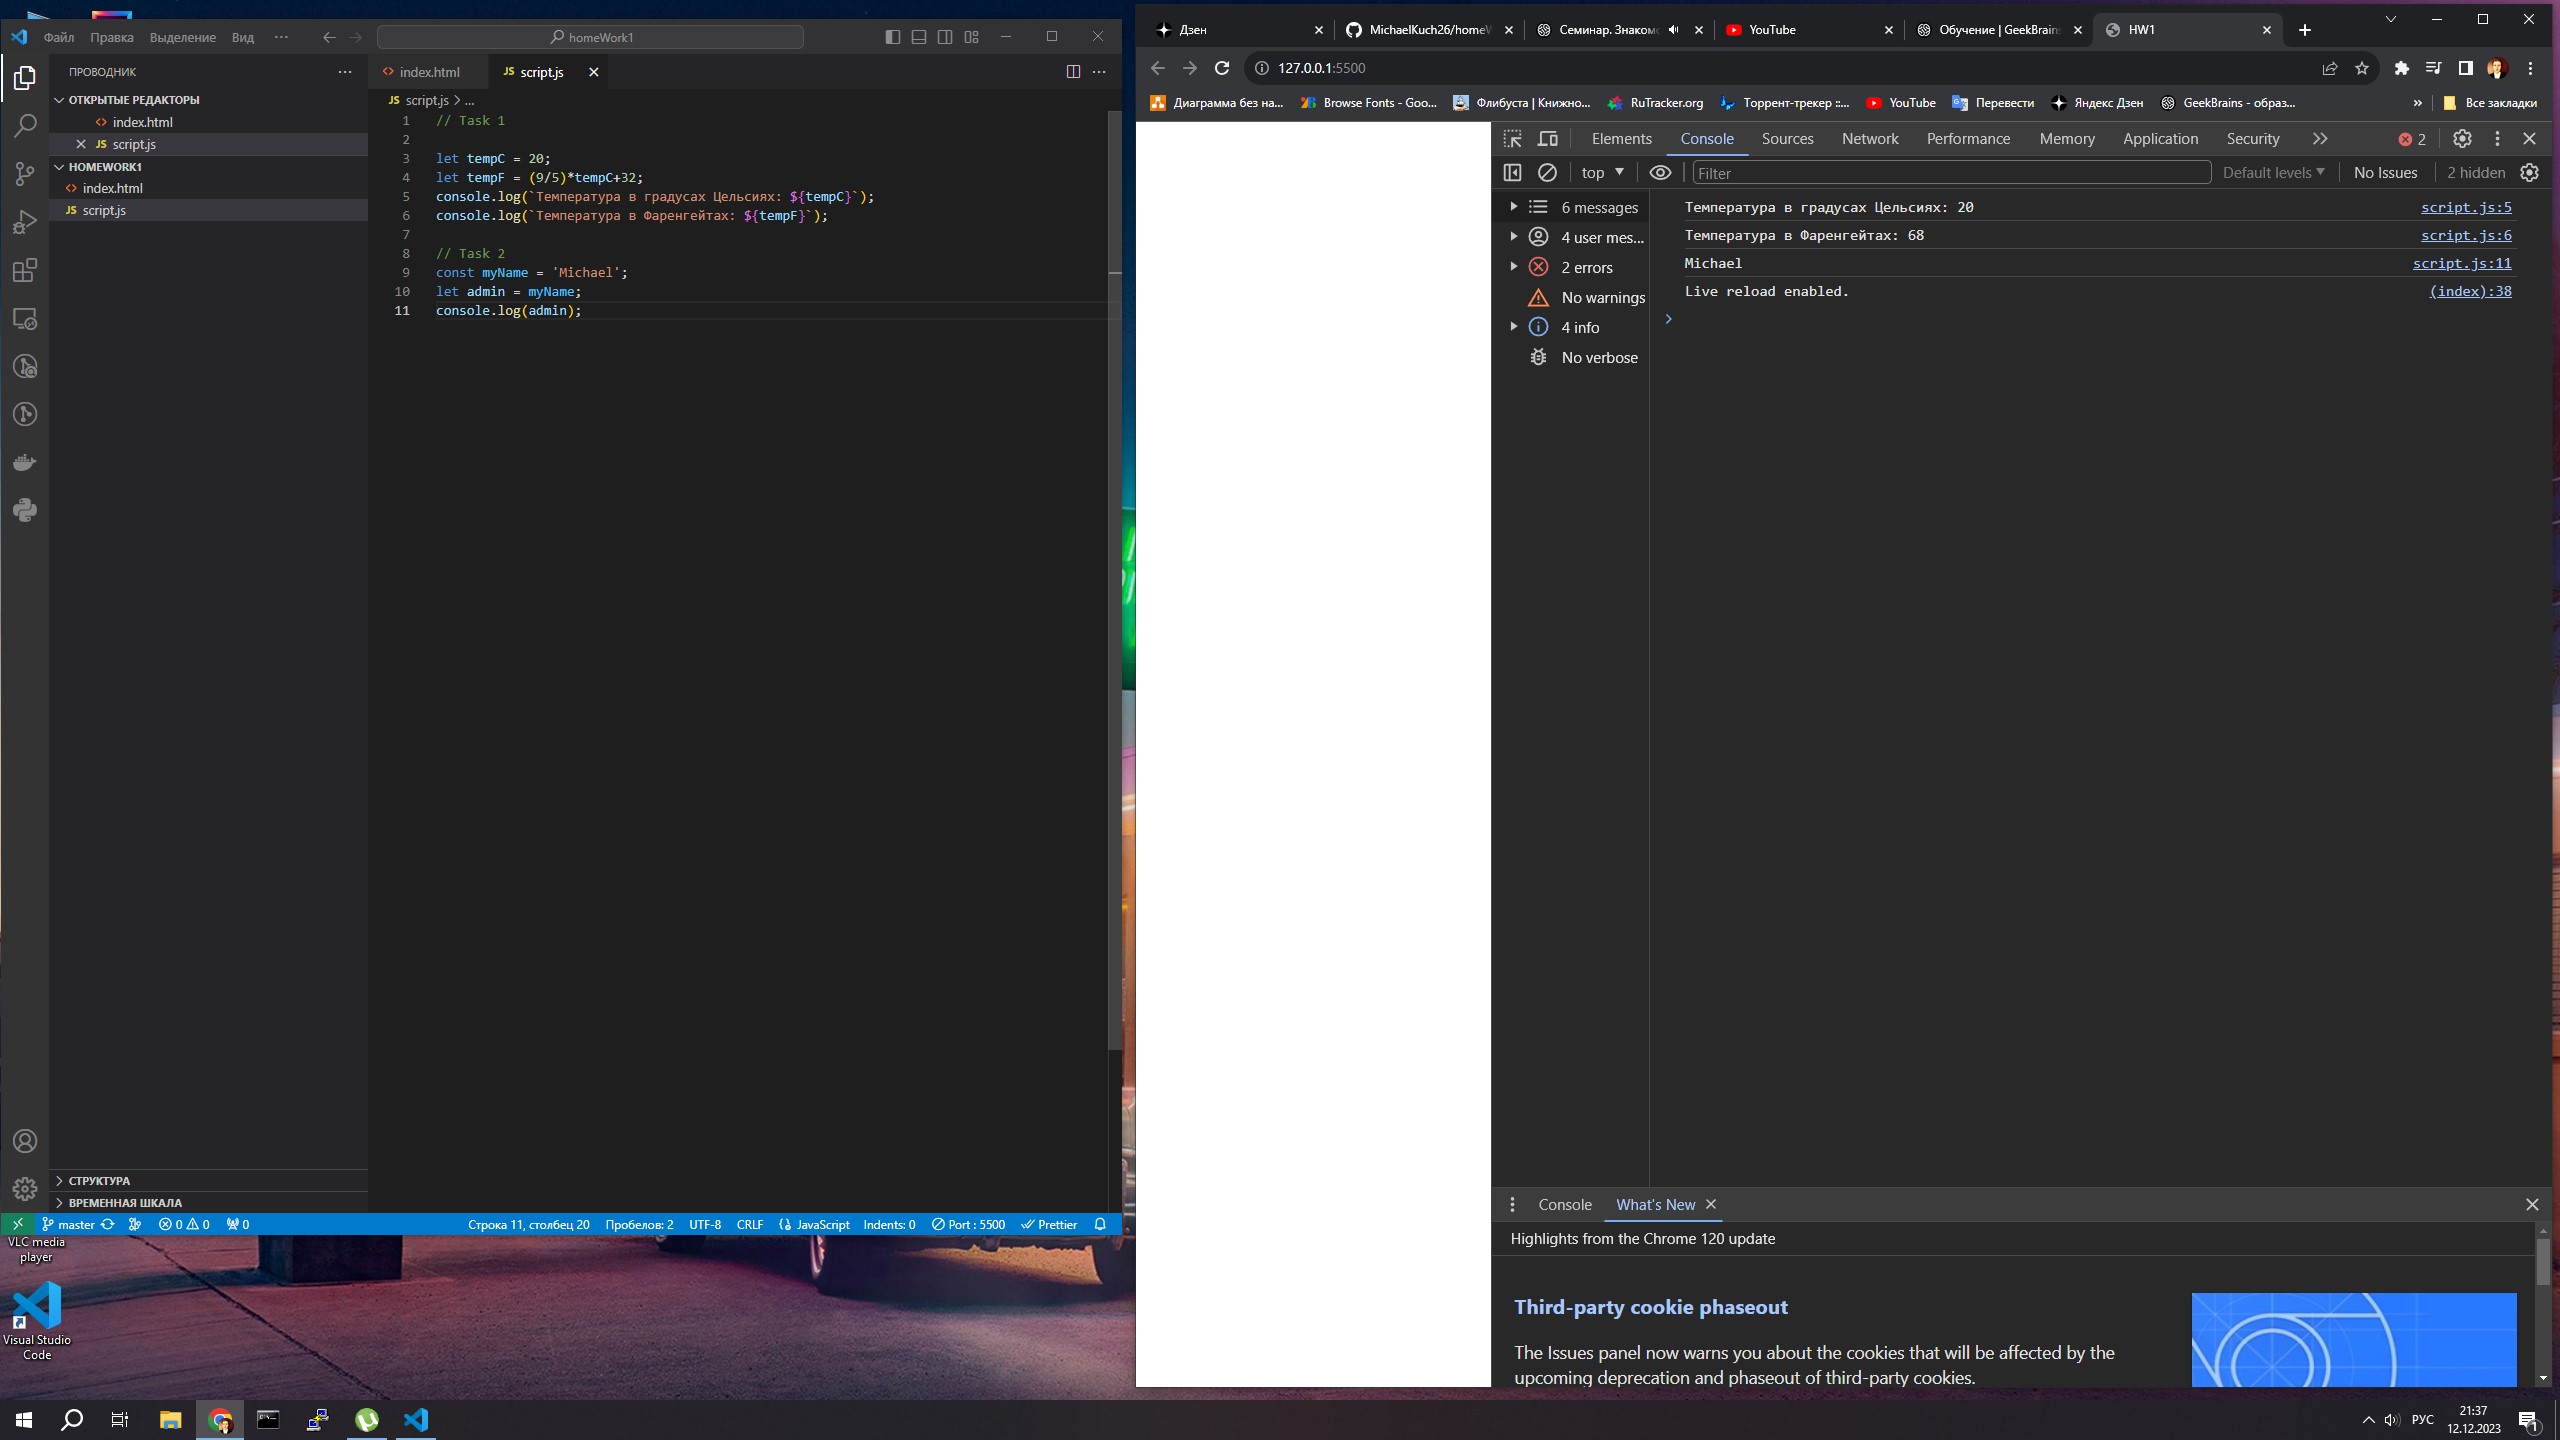 Файл Правка Выделение Вид ··· homeWork1
ПРОВОДНИК ···
ОТКРЫТЫЕ РЕДАКТОРЫ
index.html
script.js
HOMEWORK1
index.html
script.js
СТРУКТУРА
ВРЕМЕННАЯ ШКАЛА
index.html JS script.js
JS script.js > ...
1 // Task 1
2
3 let tempC = 20;
4 let tempF = (9/5)*tempC+32;
5 console.log(`Температура в градусах Цельсиях: ${tempC}`);
6 console.log(`Температура в Фаренгейтах: ${tempF}`);
7
8 // Task 2
9 const myName = 'Michael';
10 let admin = myName;
11 console.log(admin);
master 0 0 0 Строка 11, столбец 20 Пробелов: 2 UTF-8 CRLF JavaScript Indents: 0 Port : 5500 Prettier
VLC media
player
Visual Studio
Code
Дзен MichaelKuch26/homeW Семинар. Знаком YouTube Обучение | GeekBrains HW1
127.0.0.1:5500
Диаграмма без на... Browse Fonts - Goo... Флибуста | Книжно... RuTracker.org Торрент-трекер ::... YouTube Перевести Яндекс Дзен GeekBrains - образ... » Все закладки
Elements Console Sources Network Performance Memory Application Security 2
top Filter Default levels No Issues 2 hidden
6 messages
4 user mes...
2 errors
No warnings
4 info
No verbose
Температура в градусах Цельсиях: 20 script.js:5
Температура в Фаренгейтах: 68 script.js:6
Michael script.js:11
Live reload enabled. (index):38
Console What's New
Highlights from the Chrome 120 update
Third-party cookie phaseout
The Issues panel now warns you about the cookies that will be affected by the
upcoming deprecation and phaseout of third-party cookies.
РУС
21:37
12.12.2023
1